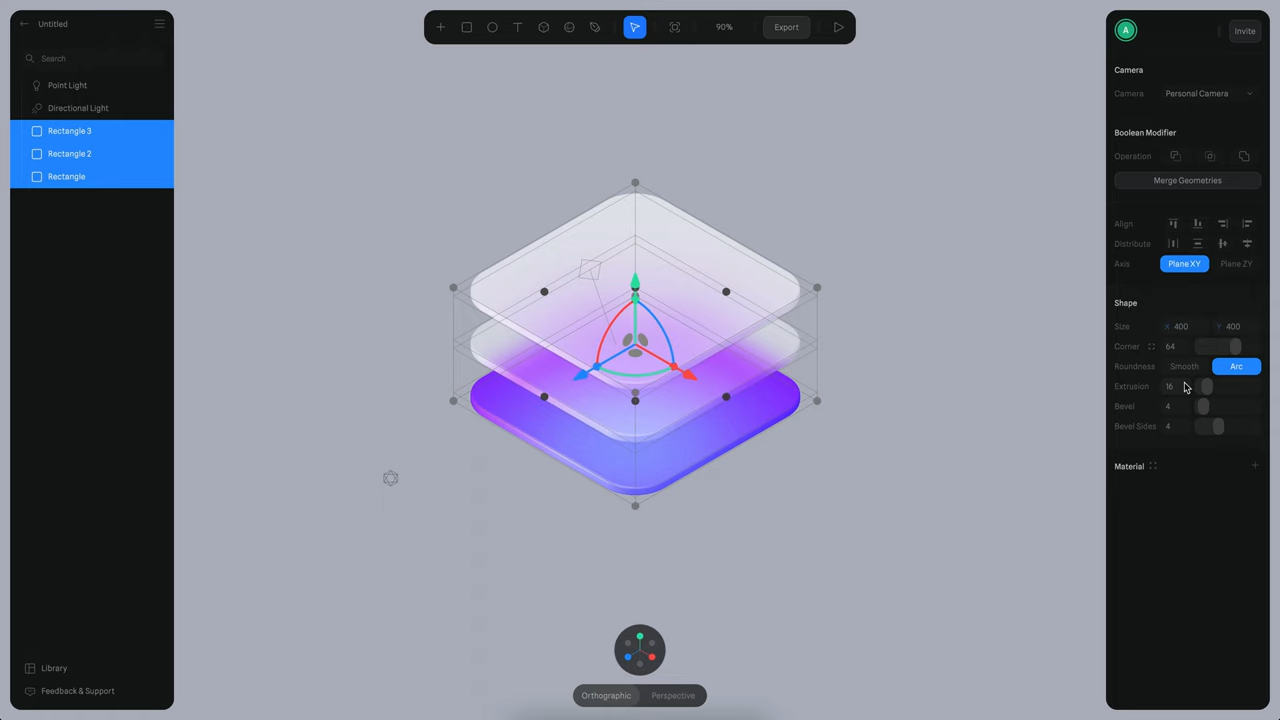 Untitled
Search
Point Light
Directional Light
Rectangle 3
Rectangle 2
Rectangle
Library
Feedback & Support
T
90%
Export
Orthographic
Perspective
A
Invite
Camera
Camera Personal Camera
Boolean Modifier
Operation
Merge Geometries
Align
Distribute
Axis Plane XY Plane ZY
Shape
Size X 400 Y 400
Corner 64
Roundness Smooth Arc
Extrusion 16
Bevel 4
Bevel Sides 4
Material